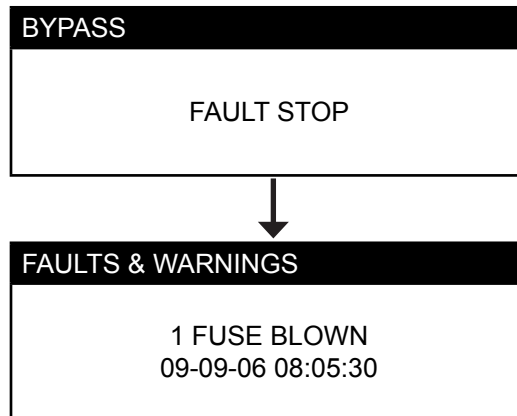 BYPASS
FAULT STOP
FAULTS & WARNINGS
1 FUSE BLOWN
09-09-06 08:05:30